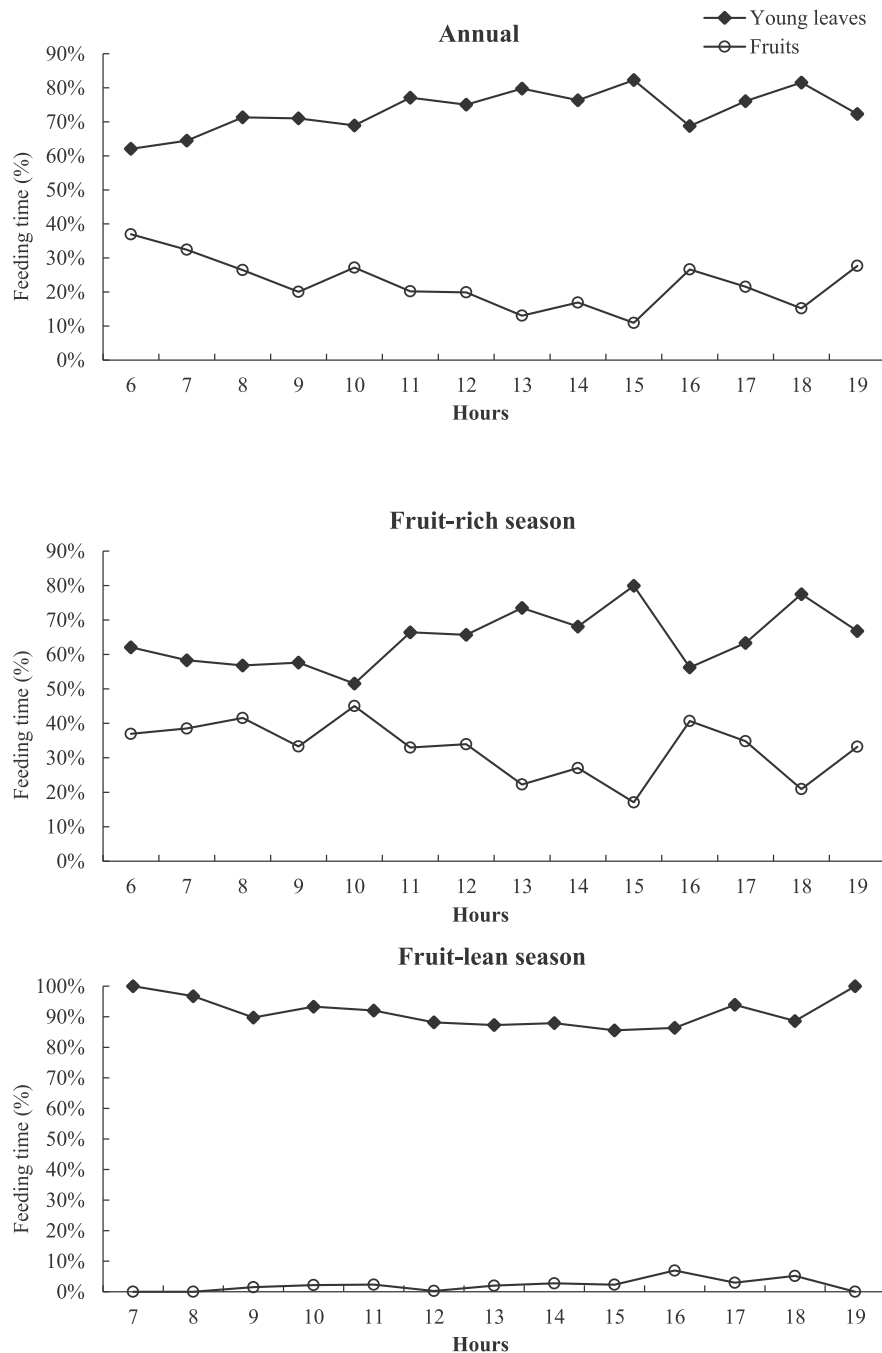 Annual
Young leaves
Fruits
Feeding time (%)
90%
80%
70%
60%
50%
40%
30%
20%
10%
0%
6 7 8 9 10 11 12 13 14 15 16 17 18 19
Hours
Fruit-rich season
Feeding time (%)
90%
80%
70%
60%
50%
40%
30%
20%
10%
0%
6 7 8 9 10 11 12 13 14 15 16 17 18 19
Hours
Fruit-lean season
Feeding time (%)
100%
90%
80%
70%
60%
50%
40%
30%
20%
10%
0%
7 8 9 10 11 12 13 14 15 16 17 18 19
Hours